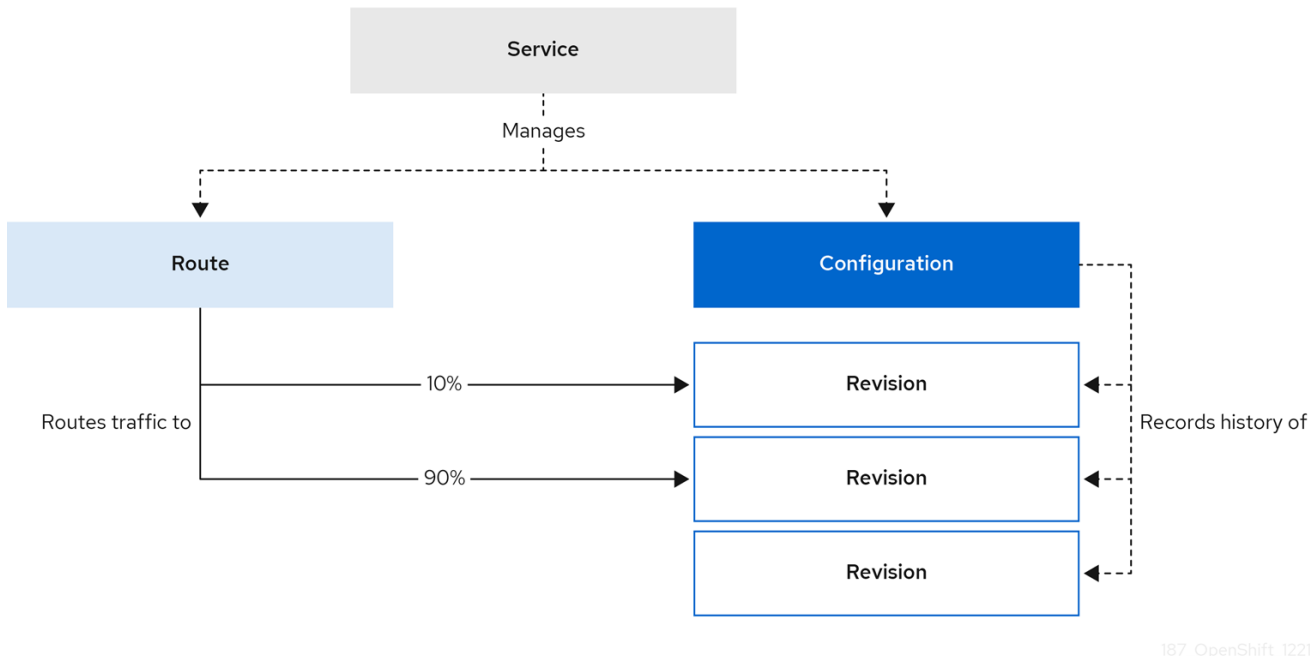 Service
Manages
Route
Configuration
10%
Revision
Routes traffic to
Records history of
90%
Revision
Revision
187_OpenShift_1221